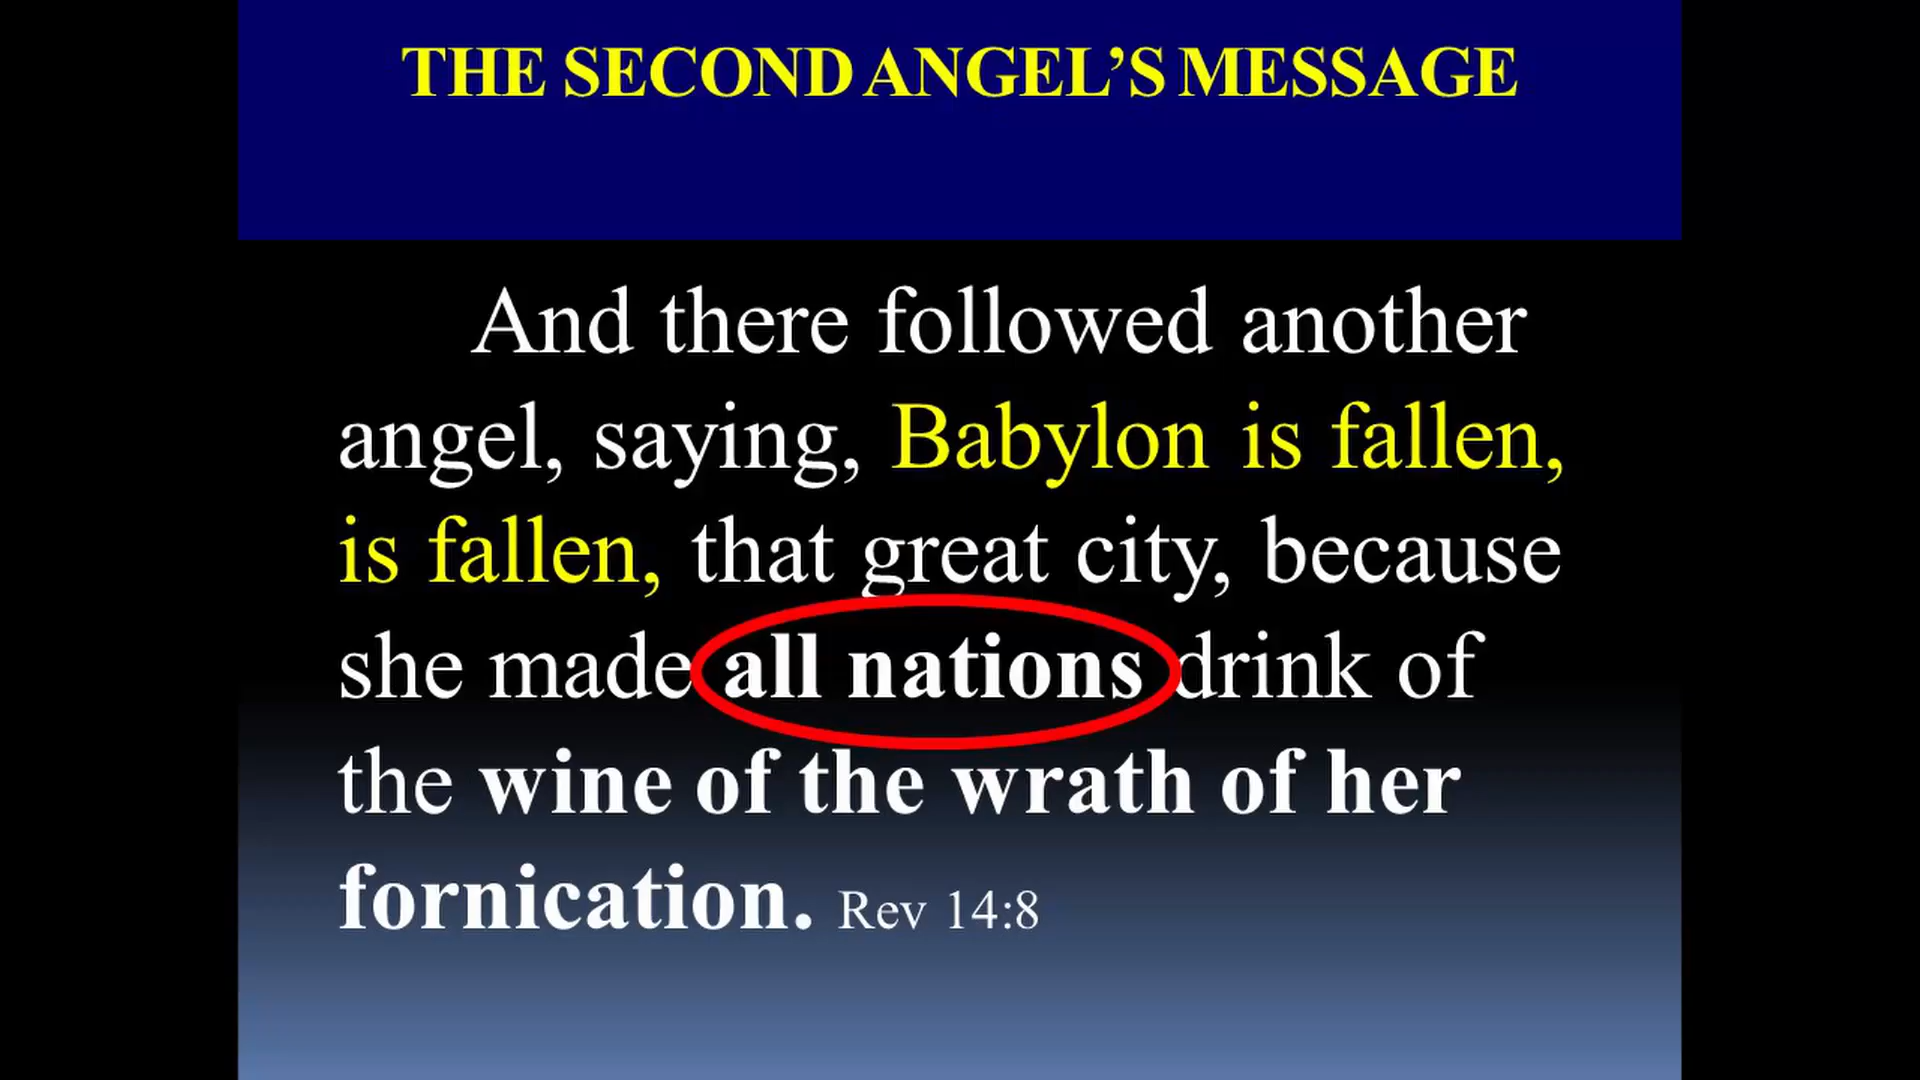 THE SECOND ANGEL’S MESSAGE
And there followed another
angel, saying, Babylon is fallen,
is fallen, that great city, because
she made all nations drink of
the wine of the wrath of her
fornication. Rev 14:8